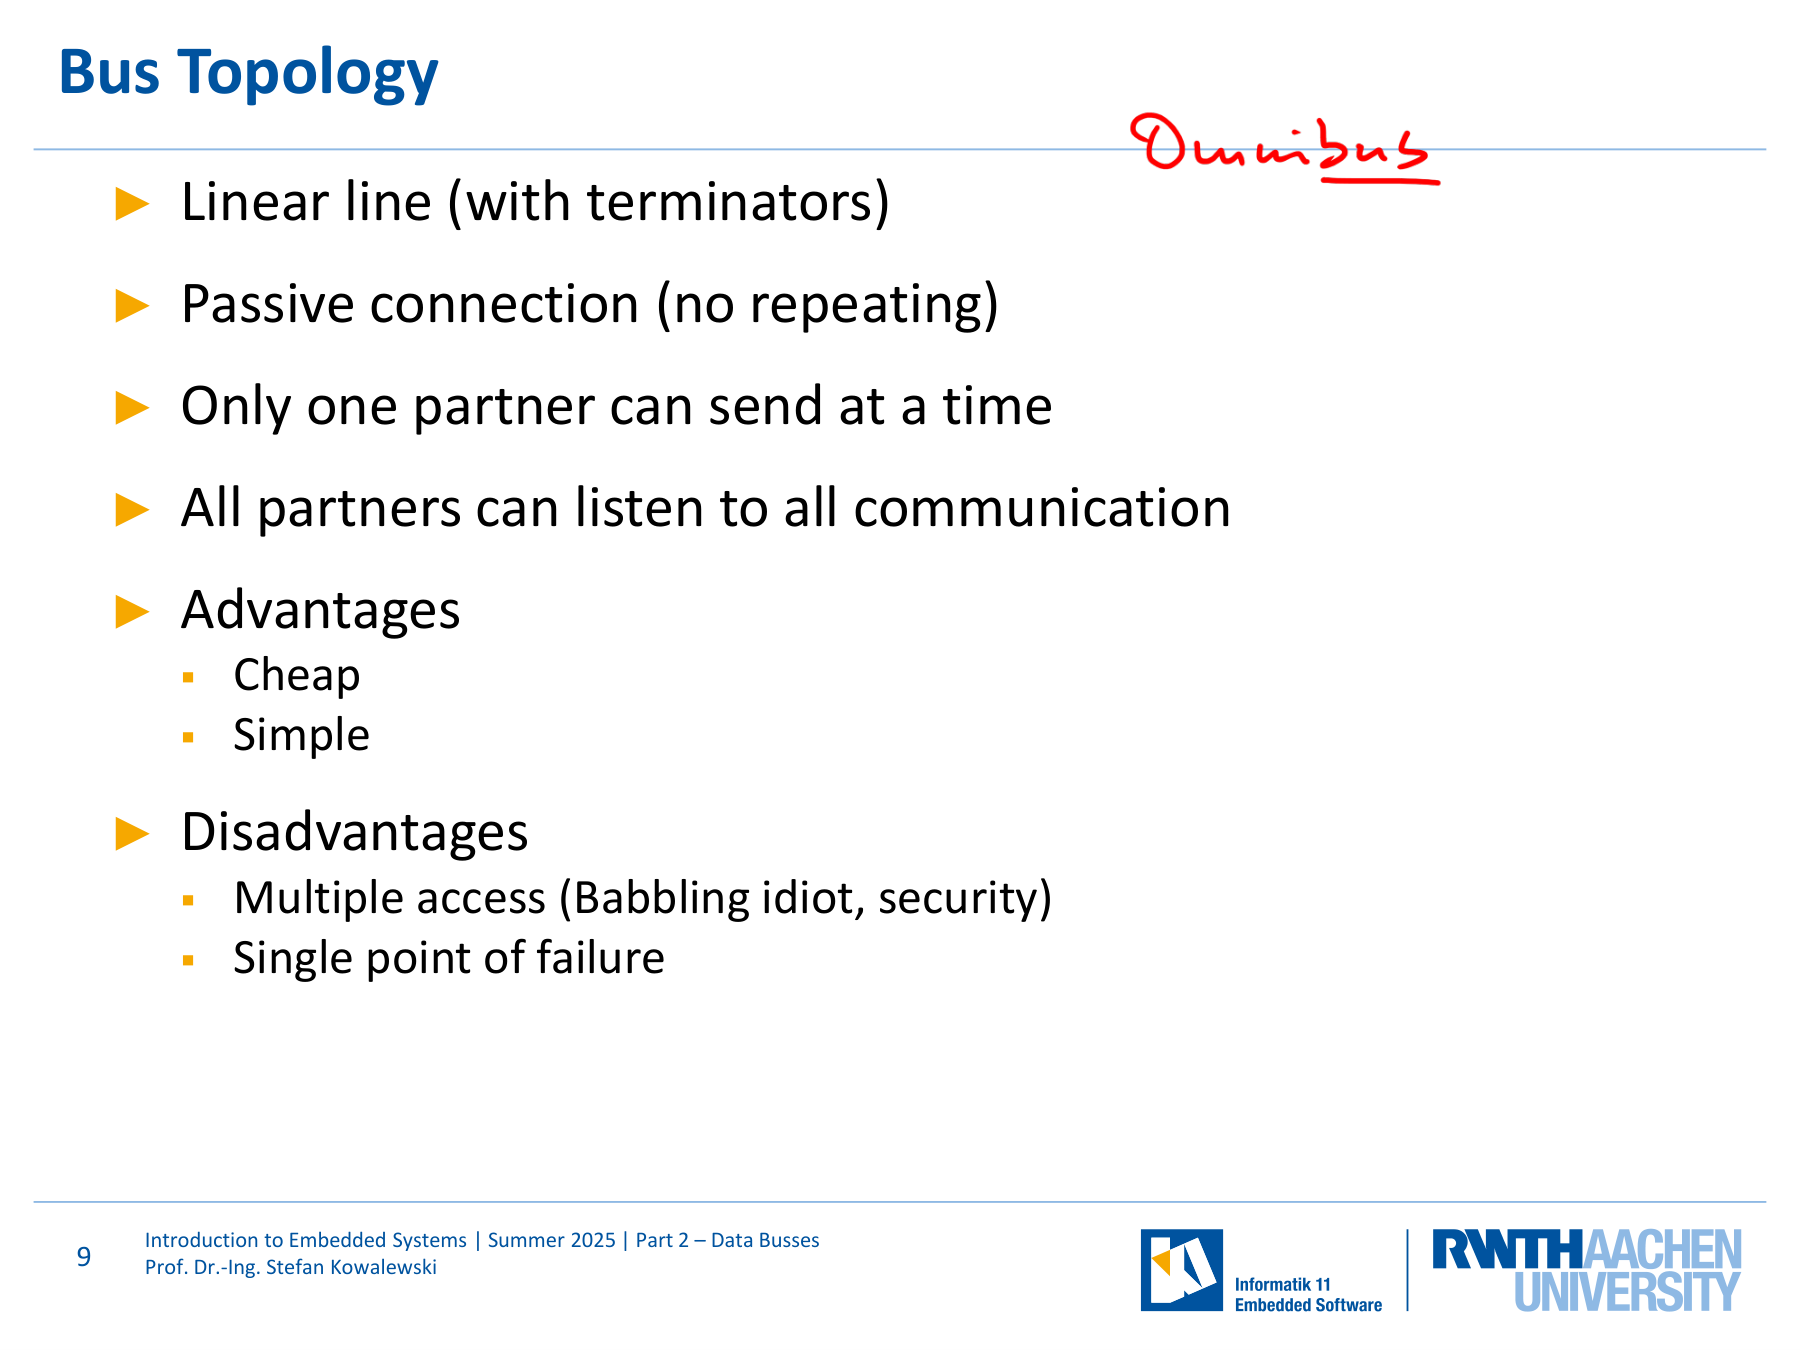 Bus Topology
Omnibus
Linear line (with terminators)
Passive connection (no repeating)
Only one partner can send at a time
All partners can listen to all communication
Advantages
Cheap
Simple
Disadvantages
Multiple access (Babbling idiot, security)
Single point of failure
9
Introduction to Embedded Systems | Summer 2025 | Part 2 – Data Busses
Prof. Dr.-Ing. Stefan Kowalewski
Informatik 11
Embedded Software
RWTH AACHEN
UNIVERSITY